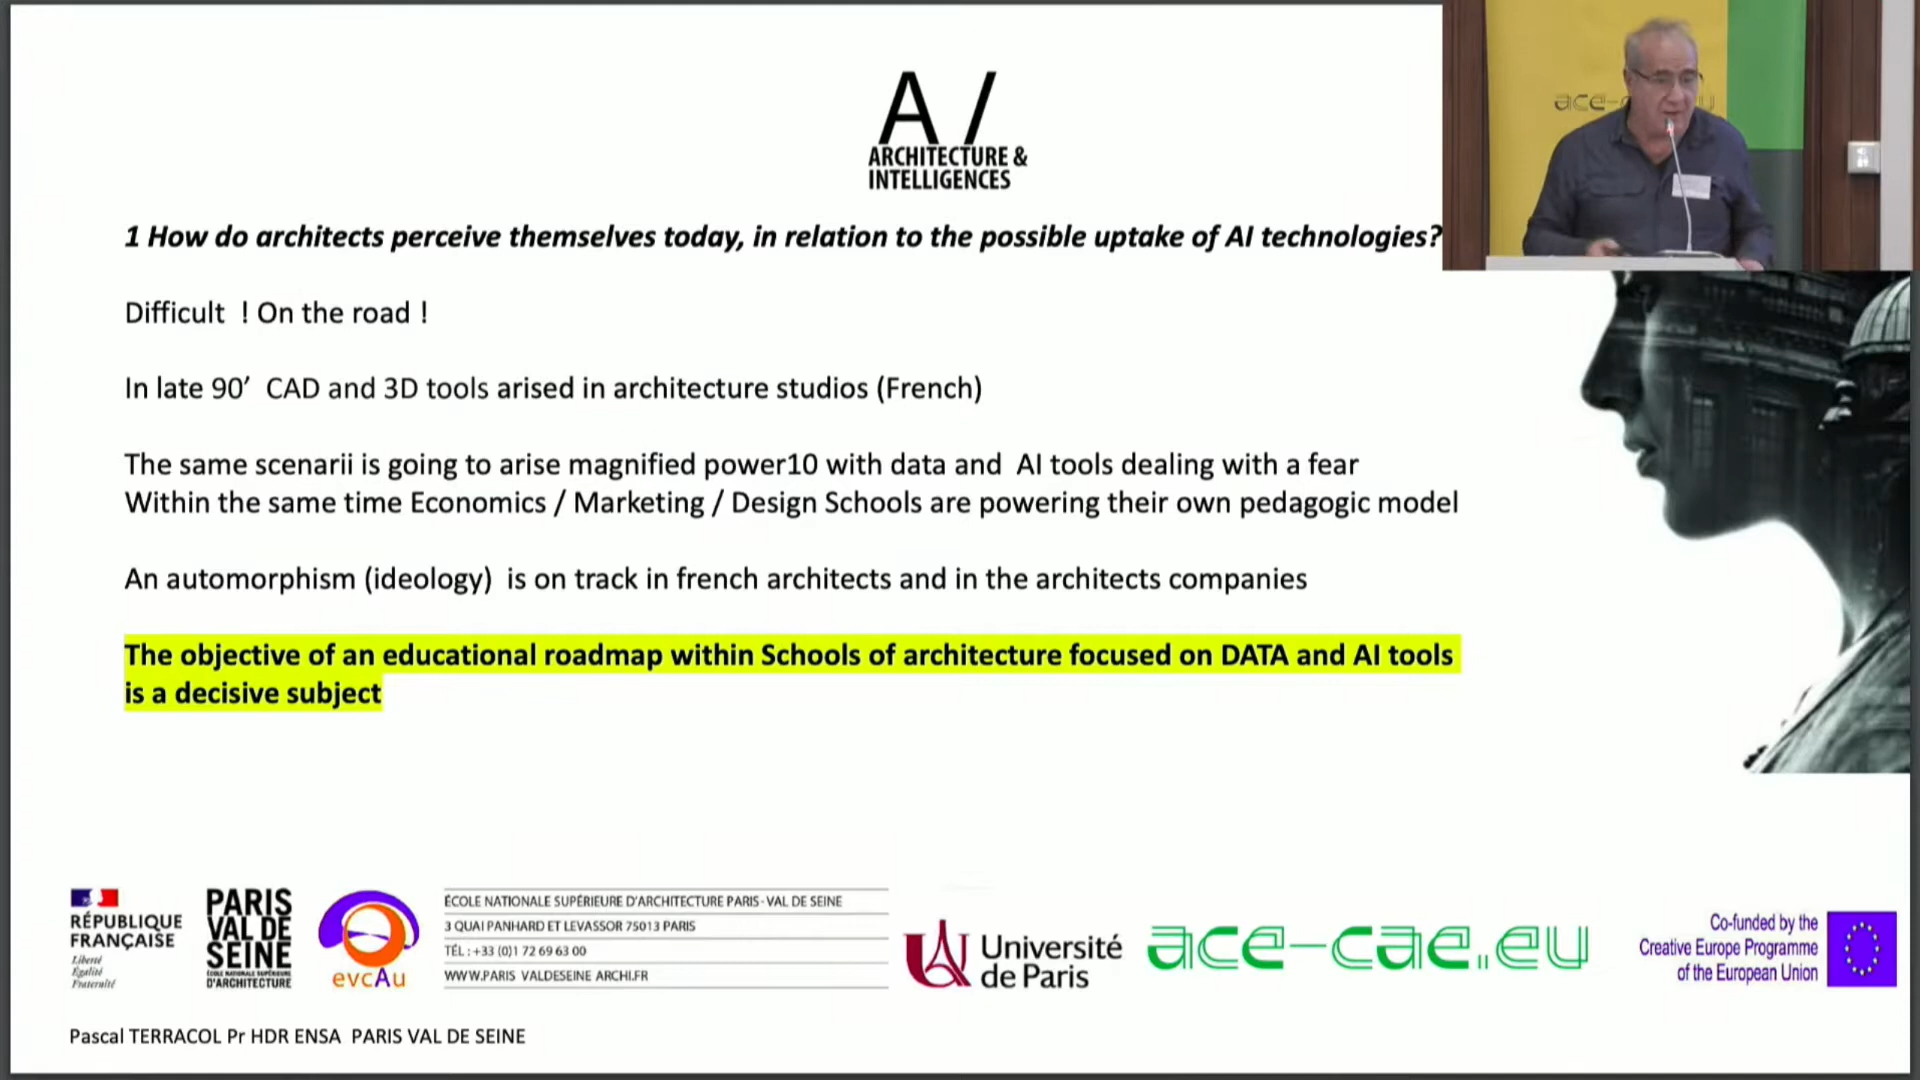 A /
ARCHITECTURE &
INTELLIGENCES
ace-
1 How do architects perceive themselves today, in relation to the possible uptake of AI technologies?
Difficult ! On the road !
In late 90’ CAD and 3D tools arised in architecture studios (French)
The same scenarii is going to arise magnified power10 with data and AI tools dealing with a fear
Within the same time Economics / Marketing / Design Schools are powering their own pedagogic model
An automorphism (ideology) is on track in french architects and in the architects companies
The objective of an educational roadmap within Schools of architecture focused on DATA and AI tools
is a decisive subject
RÉPUBLIQUE
FRANÇAISE
Liberté
Égalité
Fraternité
PARIS
VAL DE
SEINE
ÉCOLE NATIONALE SUPÉRIEURE
D'ARCHITECTURE
evcAu
ÉCOLE NATIONALE SUPÉRIEURE D'ARCHITECTURE PARIS-VAL DE SEINE
3 QUAI PANHARD ET LEVASSOR 75013 PARIS
TÉL : +33 (0)1 72 69 63 00
WWW.PARIS VALDESEINE ARCHI.FR
Université
de Paris
ace-cae.eu
Co-funded by the
Creative Europe Programme
of the European Union
Pascal TERRACOL Pr HDR ENSA PARIS VAL DE SEINE